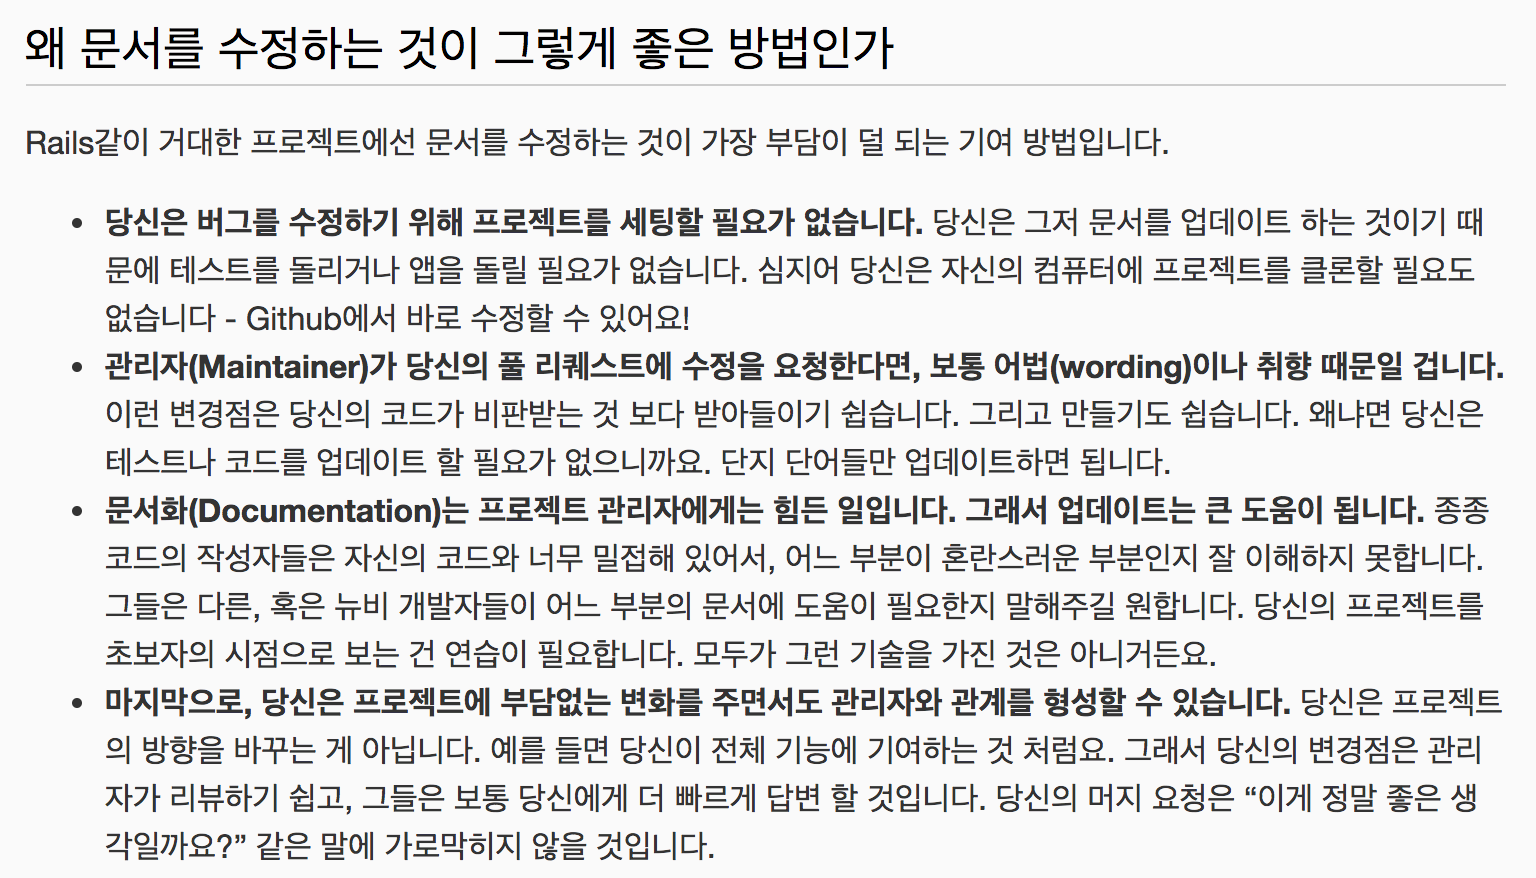 왜 문서를 수정하는 것이 그렇게 좋은 방법인가
Rails같이 거대한 프로젝트에선 문서를 수정하는 것이 가장 부담이 덜 되는 기여 방법입니다.
• 당신은 버그를 수정하기 위해 프로젝트를 세팅할 필요가 없습니다. 당신은 그저 문서를 업데이트 하는 것이기 때
문에 테스트를 돌리거나 앱을 돌릴 필요가 없습니다. 심지어 당신은 자신의 컴퓨터에 프로젝트를 클론할 필요도
없습니다 - Github에서 바로 수정할 수 있어요!
• 관리자(Maintainer)가 당신의 풀 리퀘스트에 수정을 요청한다면, 보통 어법(wording)이나 취향 때문일 겁니다.
이런 변경점은 당신의 코드가 비판받는 것 보다 받아들이기 쉽습니다. 그리고 만들기도 쉽습니다. 왜냐면 당신은
테스트나 코드를 업데이트 할 필요가 없으니까요. 단지 단어들만 업데이트하면 됩니다.
• 문서화(Documentation)는 프로젝트 관리자에게는 힘든 일입니다. 그래서 업데이트는 큰 도움이 됩니다. 종종
코드의 작성자들은 자신의 코드와 너무 밀접해 있어서, 어느 부분이 혼란스러운 부분인지 잘 이해하지 못합니다.
그들은 다른, 혹은 뉴비 개발자들이 어느 부분의 문서에 도움이 필요한지 말해주길 원합니다. 당신의 프로젝트를
초보자의 시점으로 보는 건 연습이 필요합니다. 모두가 그런 기술을 가진 것은 아니거든요.
• 마지막으로, 당신은 프로젝트에 부담없는 변화를 주면서도 관리자와 관계를 형성할 수 있습니다. 당신은 프로젝트
의 방향을 바꾸는 게 아닙니다. 예를 들면 당신이 전체 기능에 기여하는 것 처럼요. 그래서 당신의 변경점은 관리
자가 리뷰하기 쉽고, 그들은 보통 당신에게 더 빠르게 답변 할 것입니다. 당신의 머지 요청은 “이게 정말 좋은 생
각일까요?” 같은 말에 가로막히지 않을 것입니다.